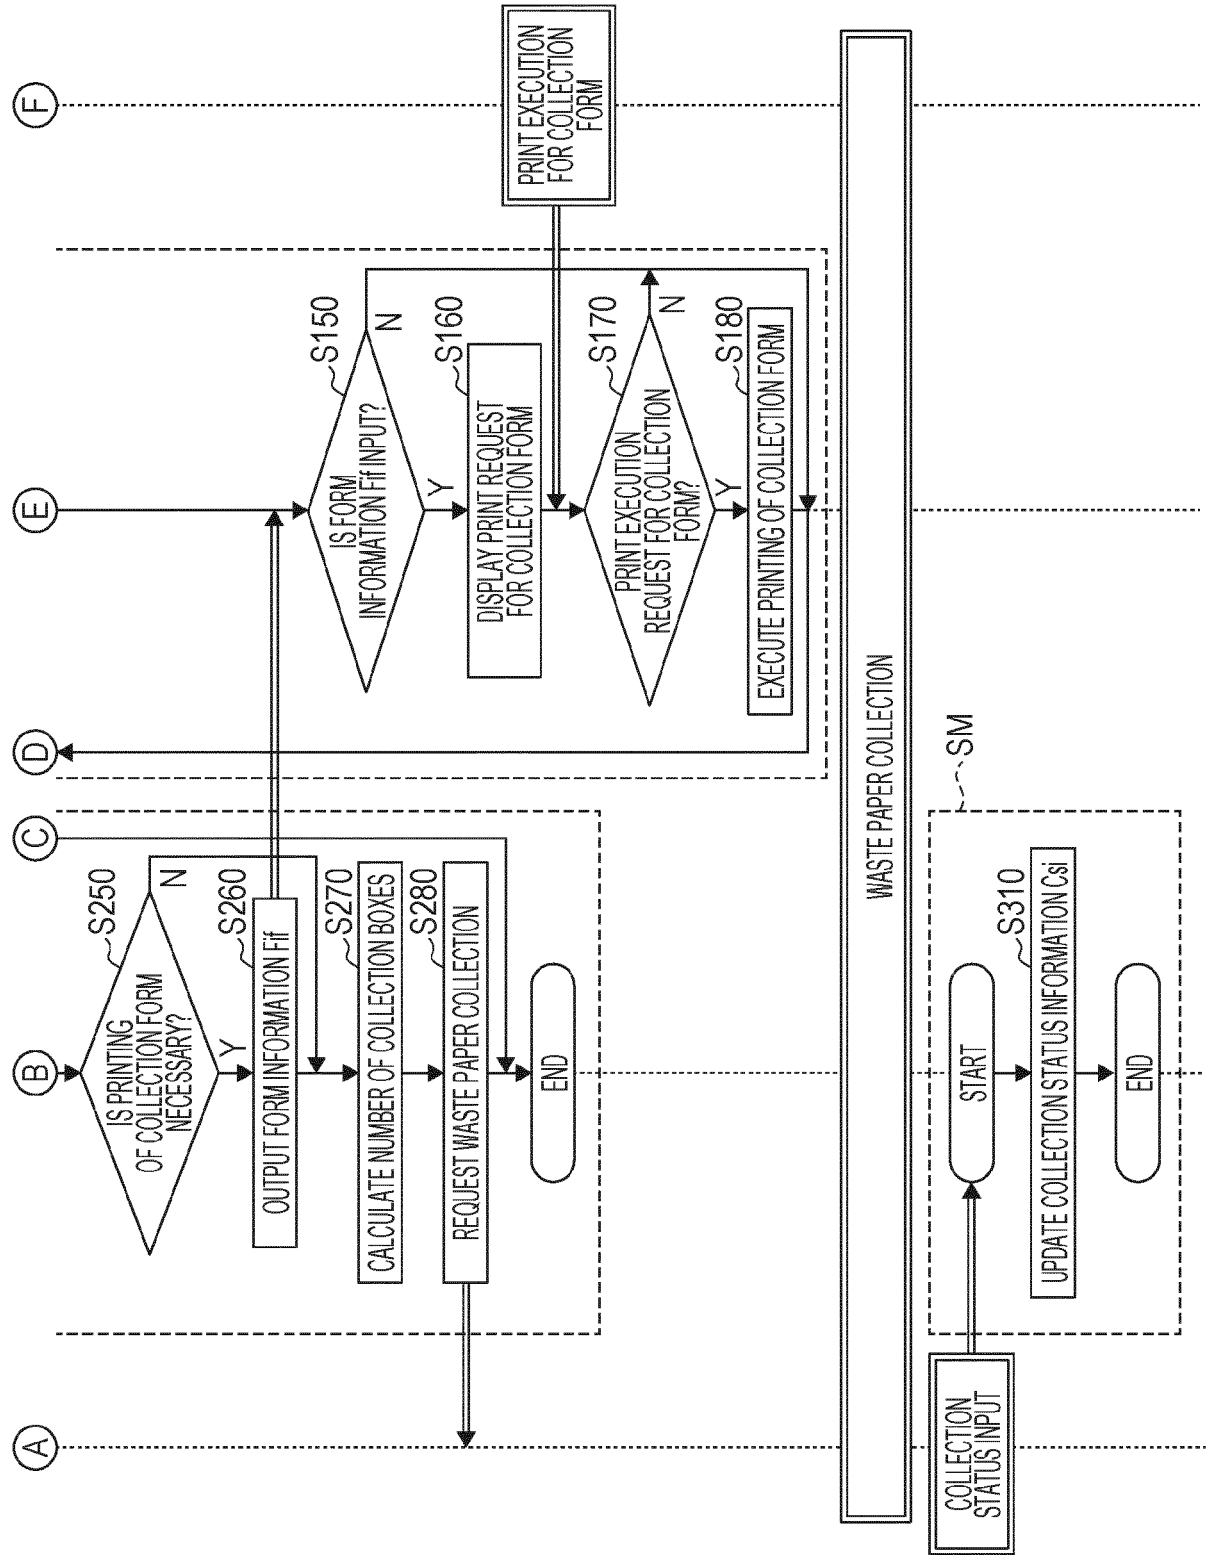 A
B
C
D
E
F
IS PRINTING
OF COLLECTION FORM
NECESSARY?
S250
N
Y
OUTPUT FORM INFORMATION Fif
S260
CALCULATE NUMBER OF COLLECTION BOXES
S270
REQUEST WASTE PAPER COLLECTION
S280
END
IS FORM
INFORMATION Fif INPUT?
S150
N
Y
DISPLAY PRINT REQUEST
FOR COLLECTION FORM
S160
PRINT EXECUTION
FOR COLLECTION
FORM
PRINT EXECUTION
REQUEST FOR COLLECTION
FORM?
S170
N
Y
EXECUTE PRINTING OF COLLECTION FORM
S180
WASTE PAPER COLLECTION
COLLECTION
STATUS INPUT
SM
START
UPDATE COLLECTION STATUS INFORMATION Csi
S310
END